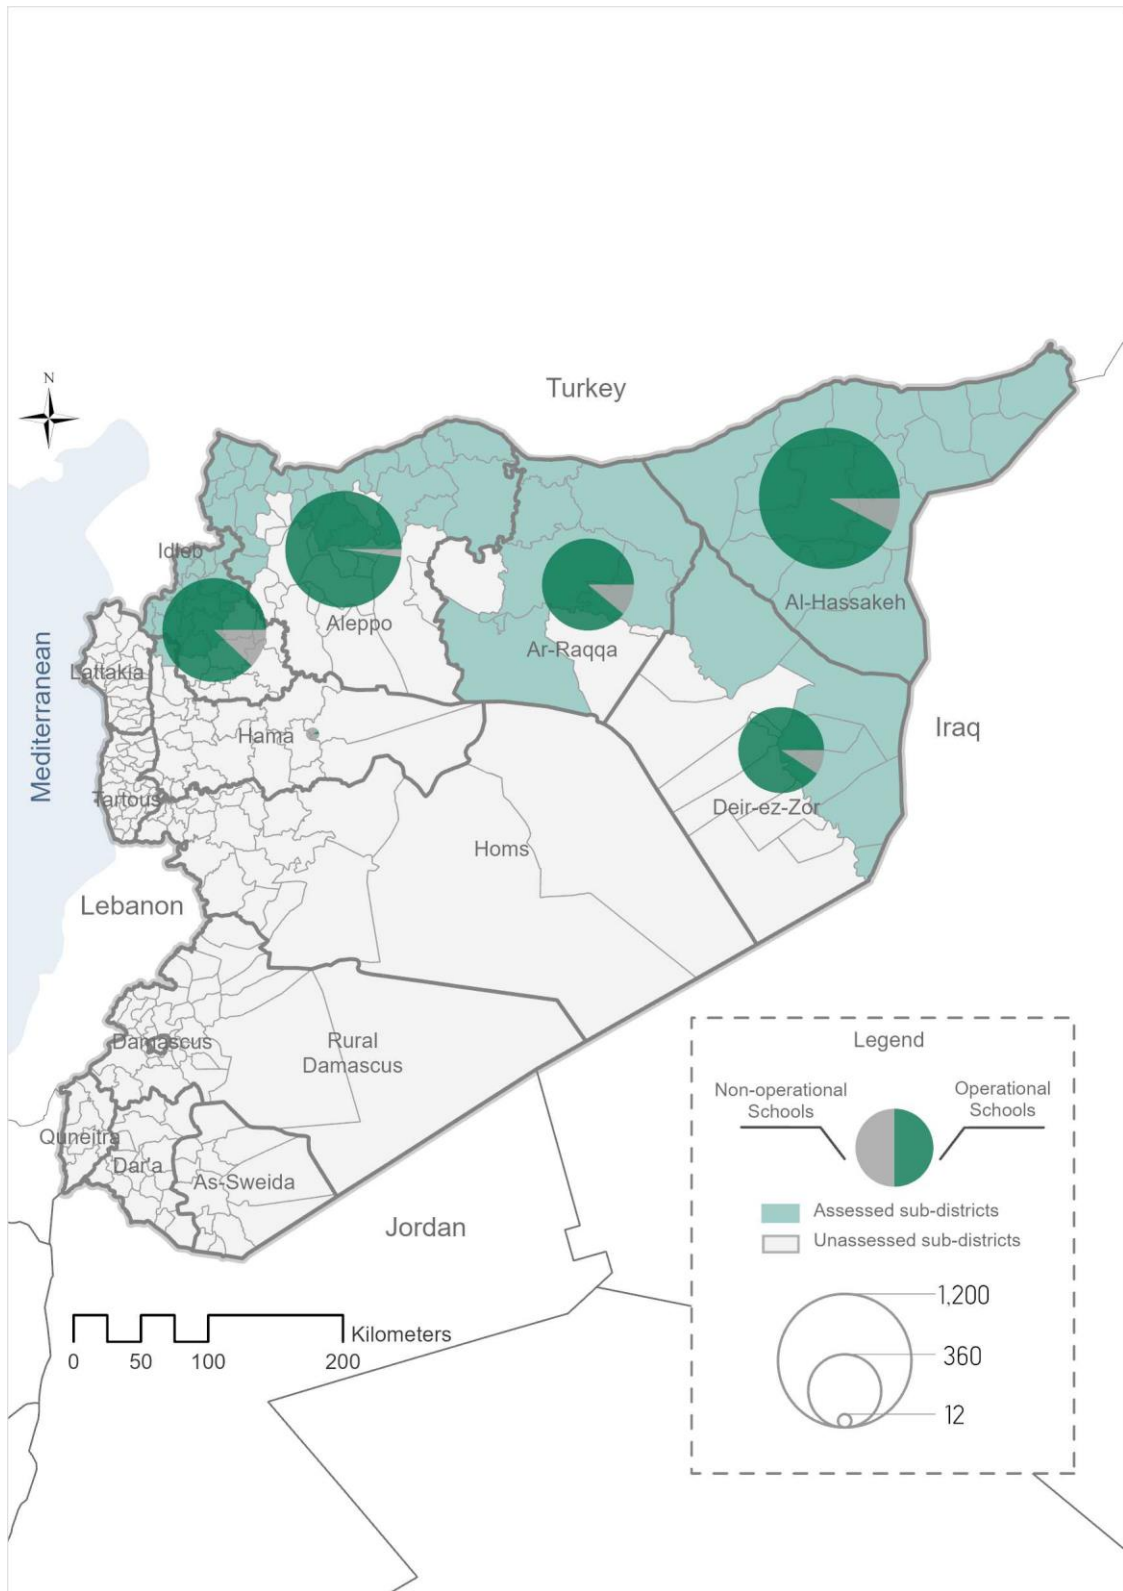 Turkey
N
Idleb
Al-Hassakeh
Aleppo
Ar-Raqqa
Mediterranean
Lattakia
Iraq
Hama
Tartous
Deir-ez-Zor
Homs
Lebanon
Damascus
Rural
Damascus
Quneitra
Dar'a
As-Sweida
Jordan
Legend
Non-operational
Schools
Operational
Schools
Assessed sub-districts
Unassessed sub-districts
1,200
360
12
Kilometers
0 50 100 200